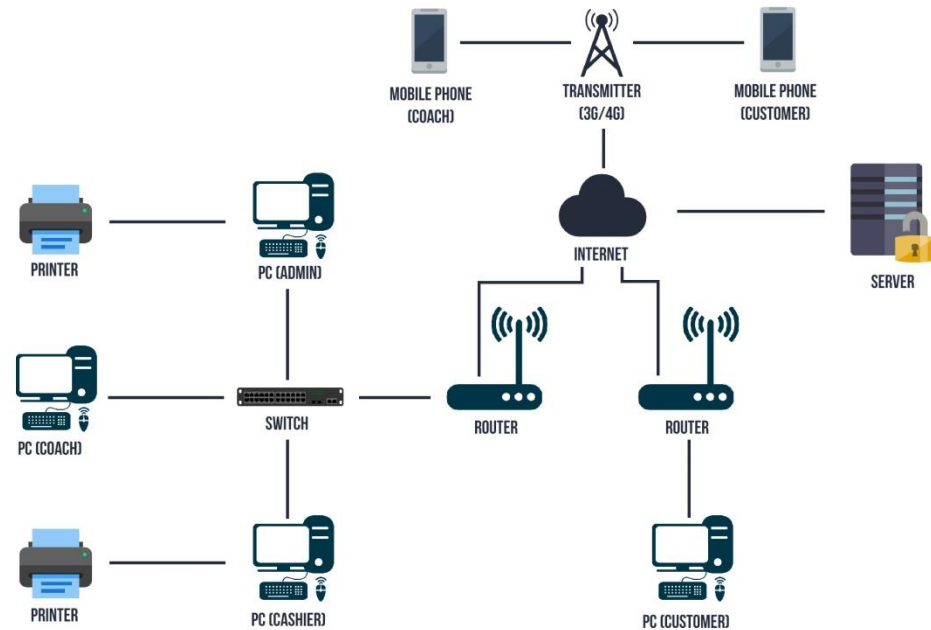 MOBILE PHONE
(COACH)
TRANSMITTER
(3G/4G)
MOBILE PHONE
(CUSTOMER)
PRINTER
PC (ADMIN)
INTERNET
SERVER
PC (COACH)
SWITCH
ROUTER
ROUTER
PRINTER
PC (CASHIER)
PC (CUSTOMER)